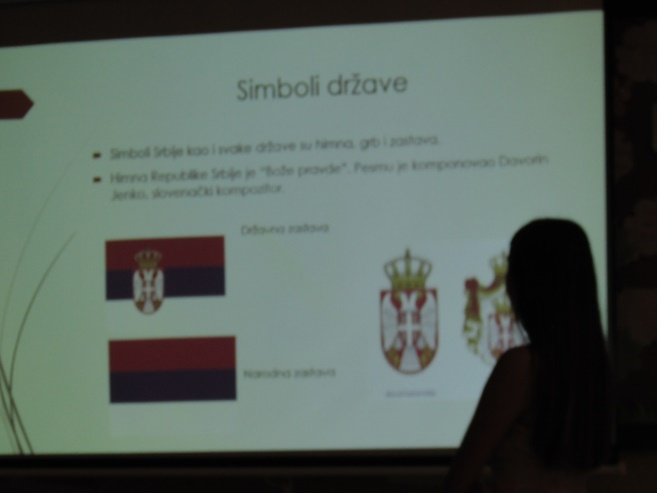 Simboli države
Simboli Srbije kao i svake države su himna, grb i zastava.
Himna Republike Srbije je "Bože pravde". Pesmu je komponovao Davorin
Jenko, slovenački kompozitor.
Državna zastava
Narodna zastava